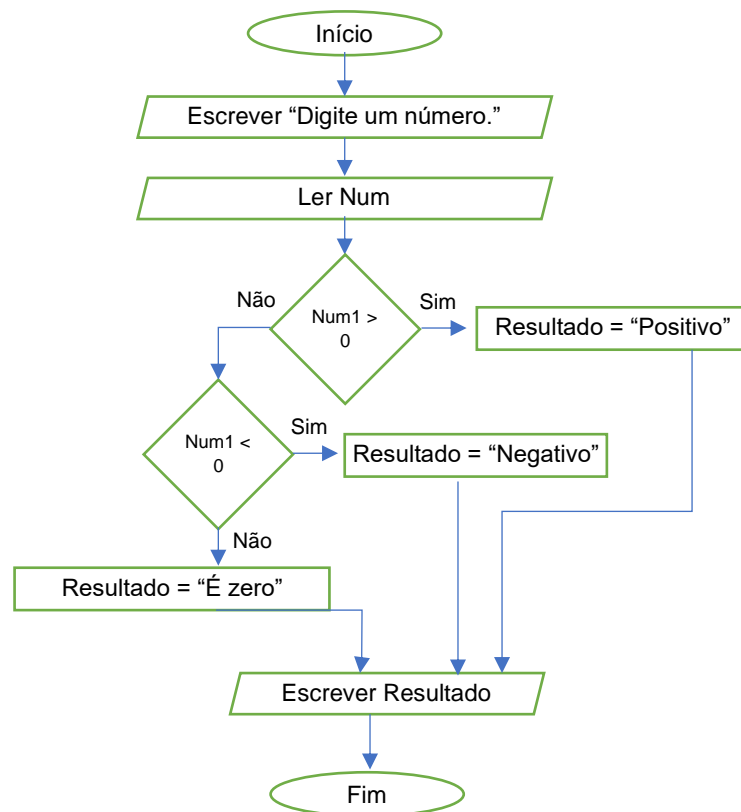 Início
Escrever “Digite um número.”
Ler Num
Não
Sim
Num1 >
0
Resultado = “Positivo”
Num1 <
0
Sim
Resultado = “Negativo”
Não
Resultado = “É zero”
Escrever Resultado
Fim